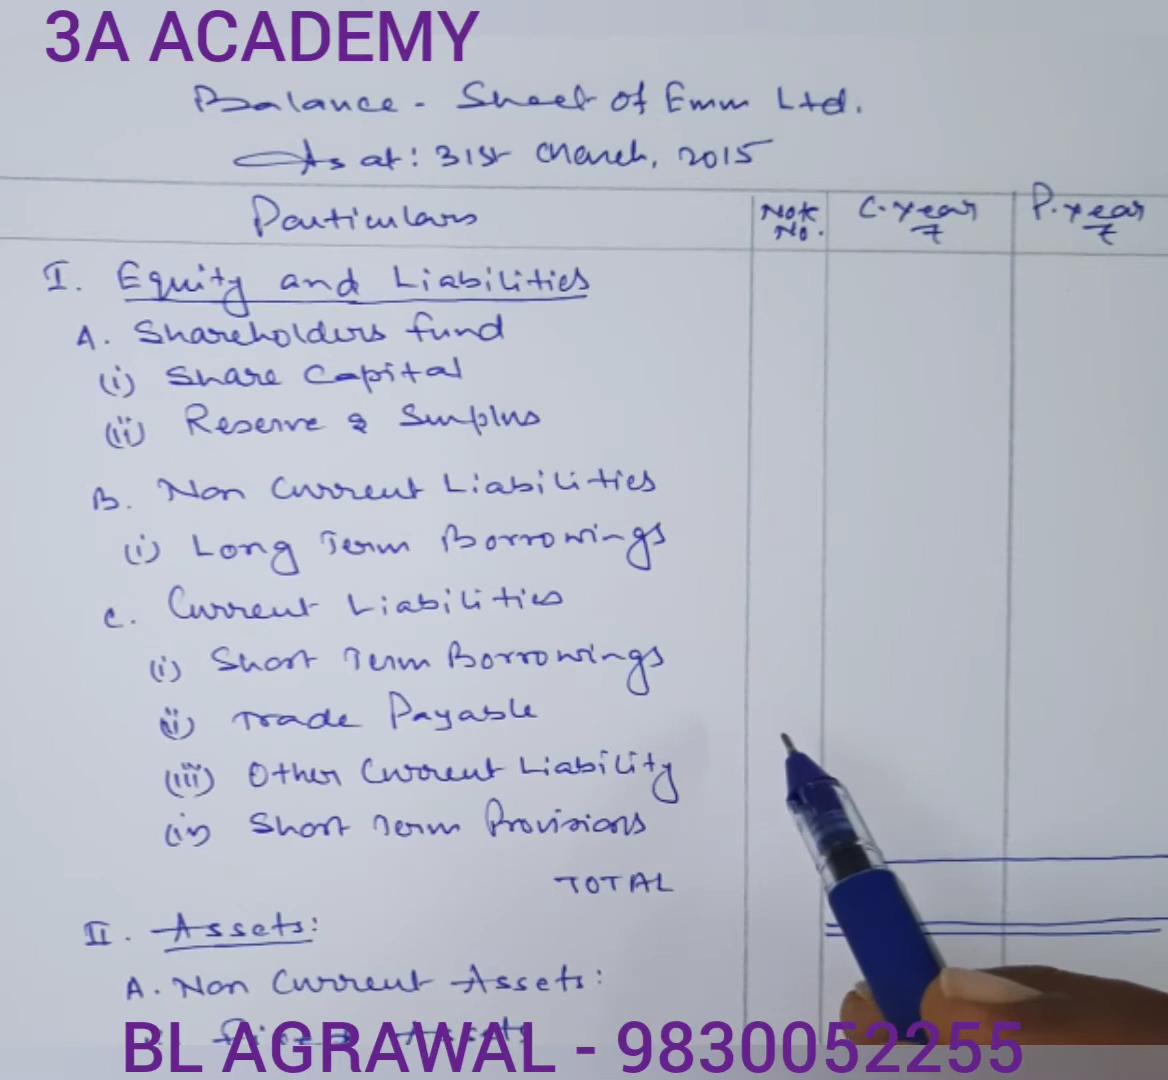 3A ACADEMY
Balance - Sheet of Emm Ltd.
As at: 31st March, 2015
Particulars
Note No.
C. year ₹
P. year ₹
I. Equity and Liabilities
A. Shareholders fund
(i) Share Capital
(ii) Reserve & Surplus
B. Non Current Liabilities
(i) Long Term Borrowings
C. Current Liabilities
(i) Short Term Borrowings
(ii) Trade Payable
(iii) Other Current Liability
(iv) Short Term Provisions
TOTAL
II. Assets:
A. Non Current Assets:
Assets
BL AGRAWAL - 9830052255